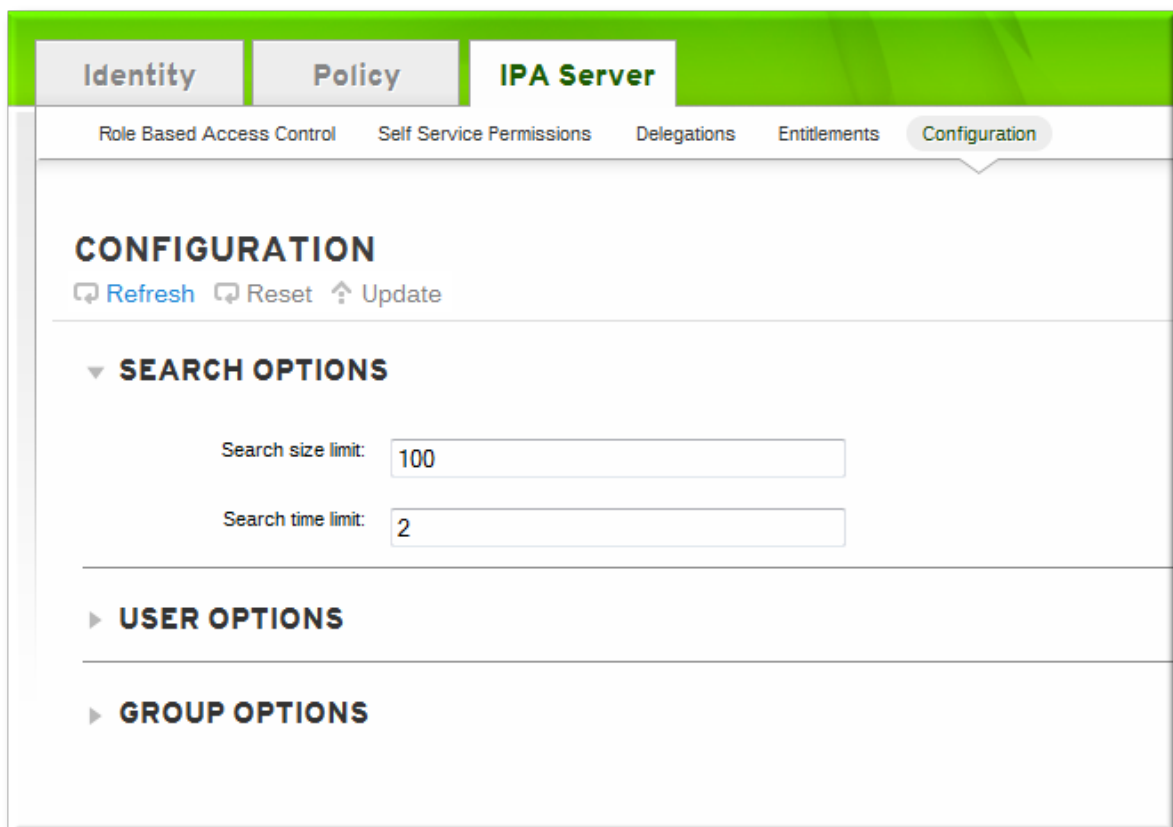 Identity Policy IPA Server
Role Based Access Control Self Service Permissions Delegations Entitlements Configuration
CONFIGURATION
Refresh Reset Update
SEARCH OPTIONS
Search size limit: 100
Search time limit: 2
USER OPTIONS
GROUP OPTIONS